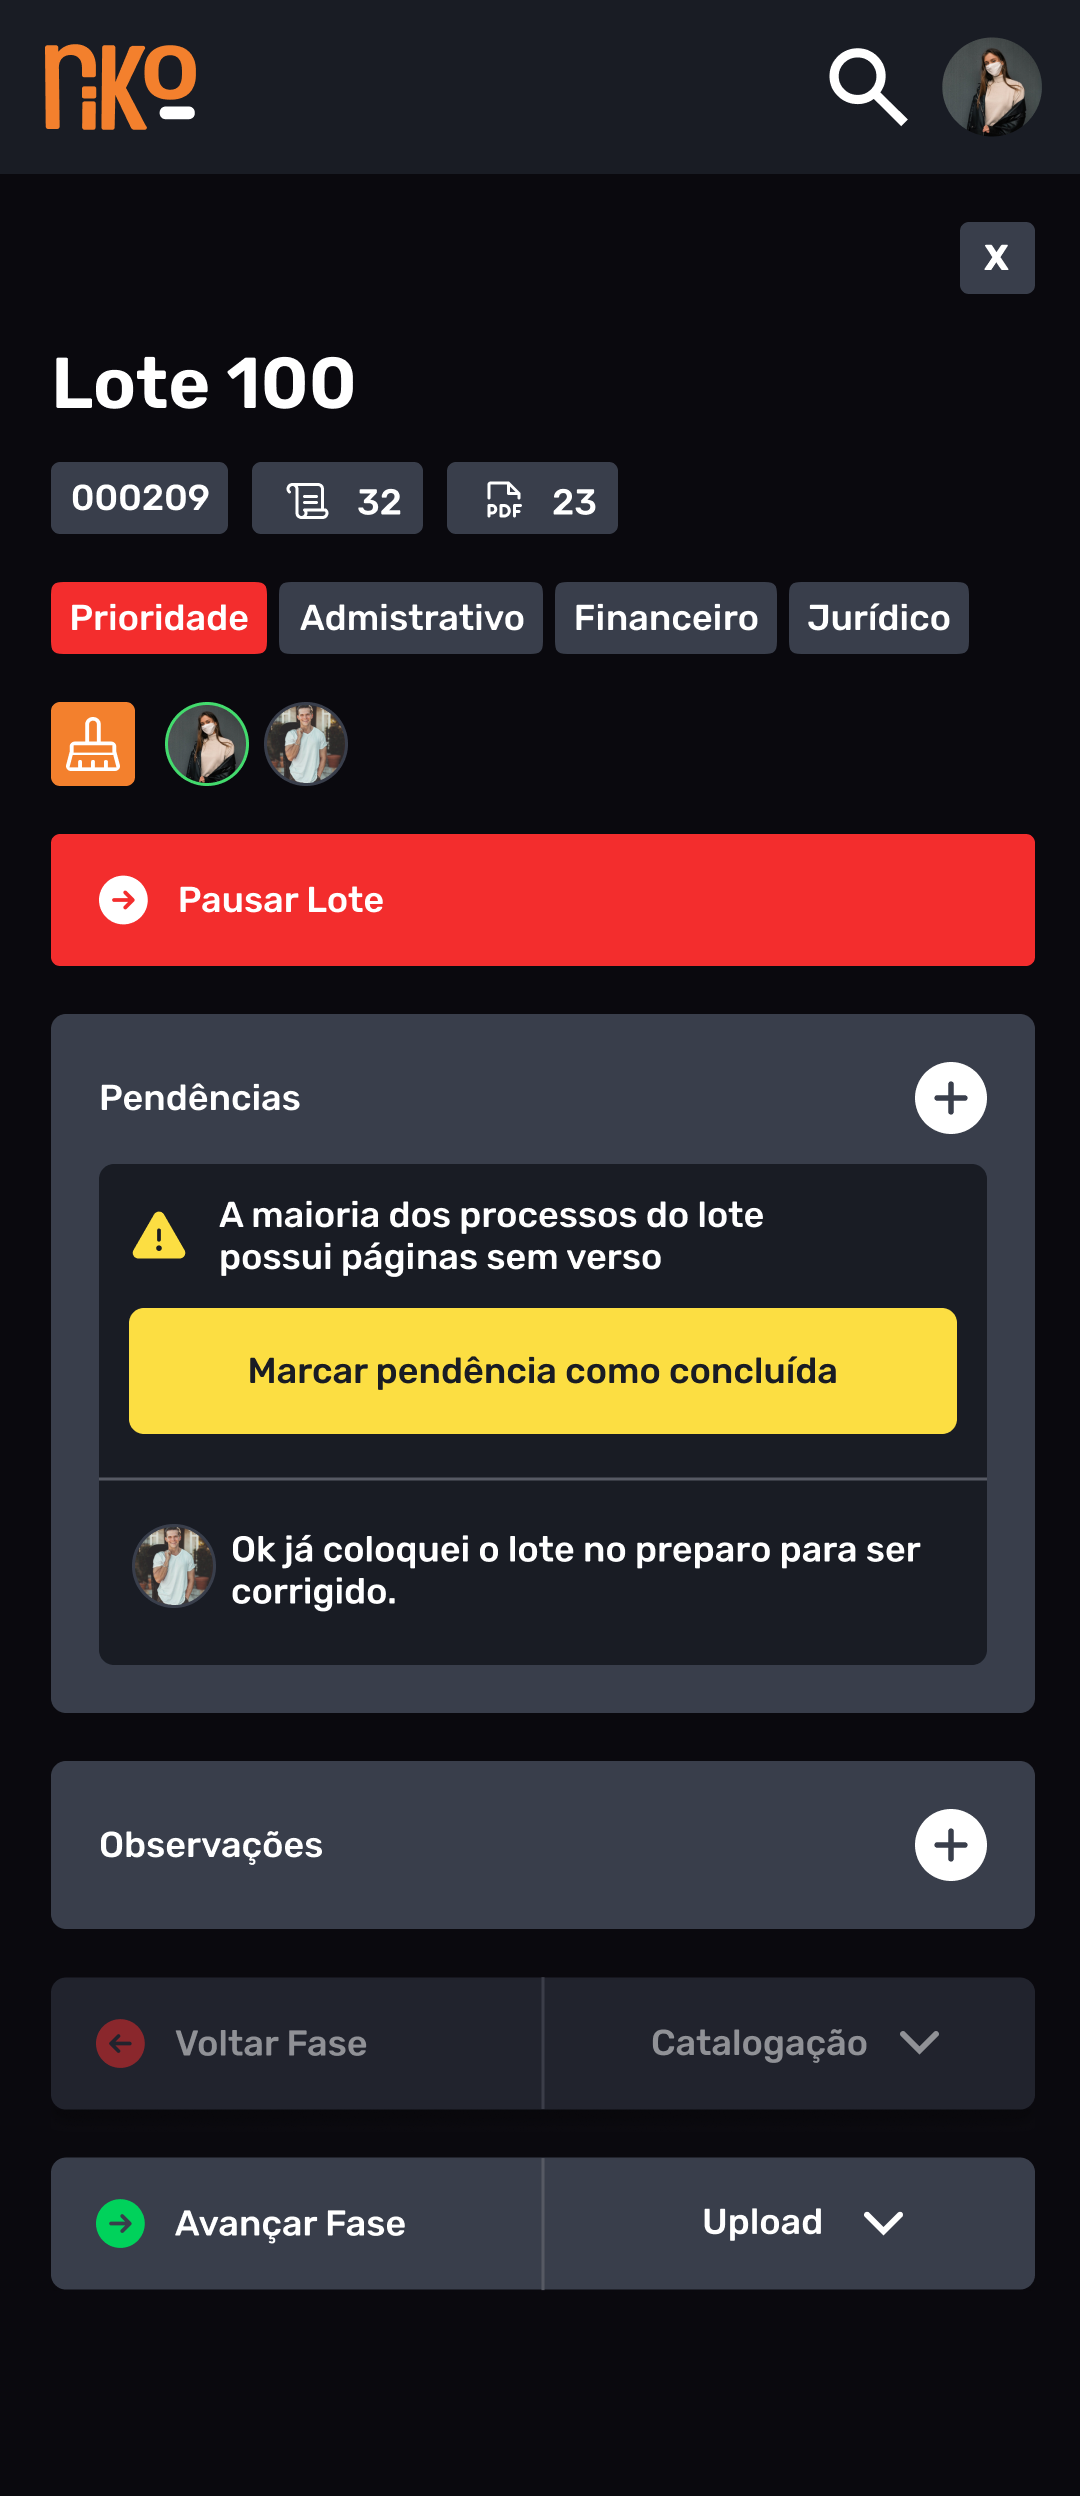 niko
X
Lote 100
000209
32
PDF
23
Prioridade
Admistrativo
Financeiro
Jurídico
Pausar Lote
Pendências
A maioria dos processos do lote
possui páginas sem verso
Marcar pendência como concluída
Ok já coloquei o lote no preparo para ser
corrigido.
Observações
Voltar Fase
Catalogação
Avançar Fase
Upload